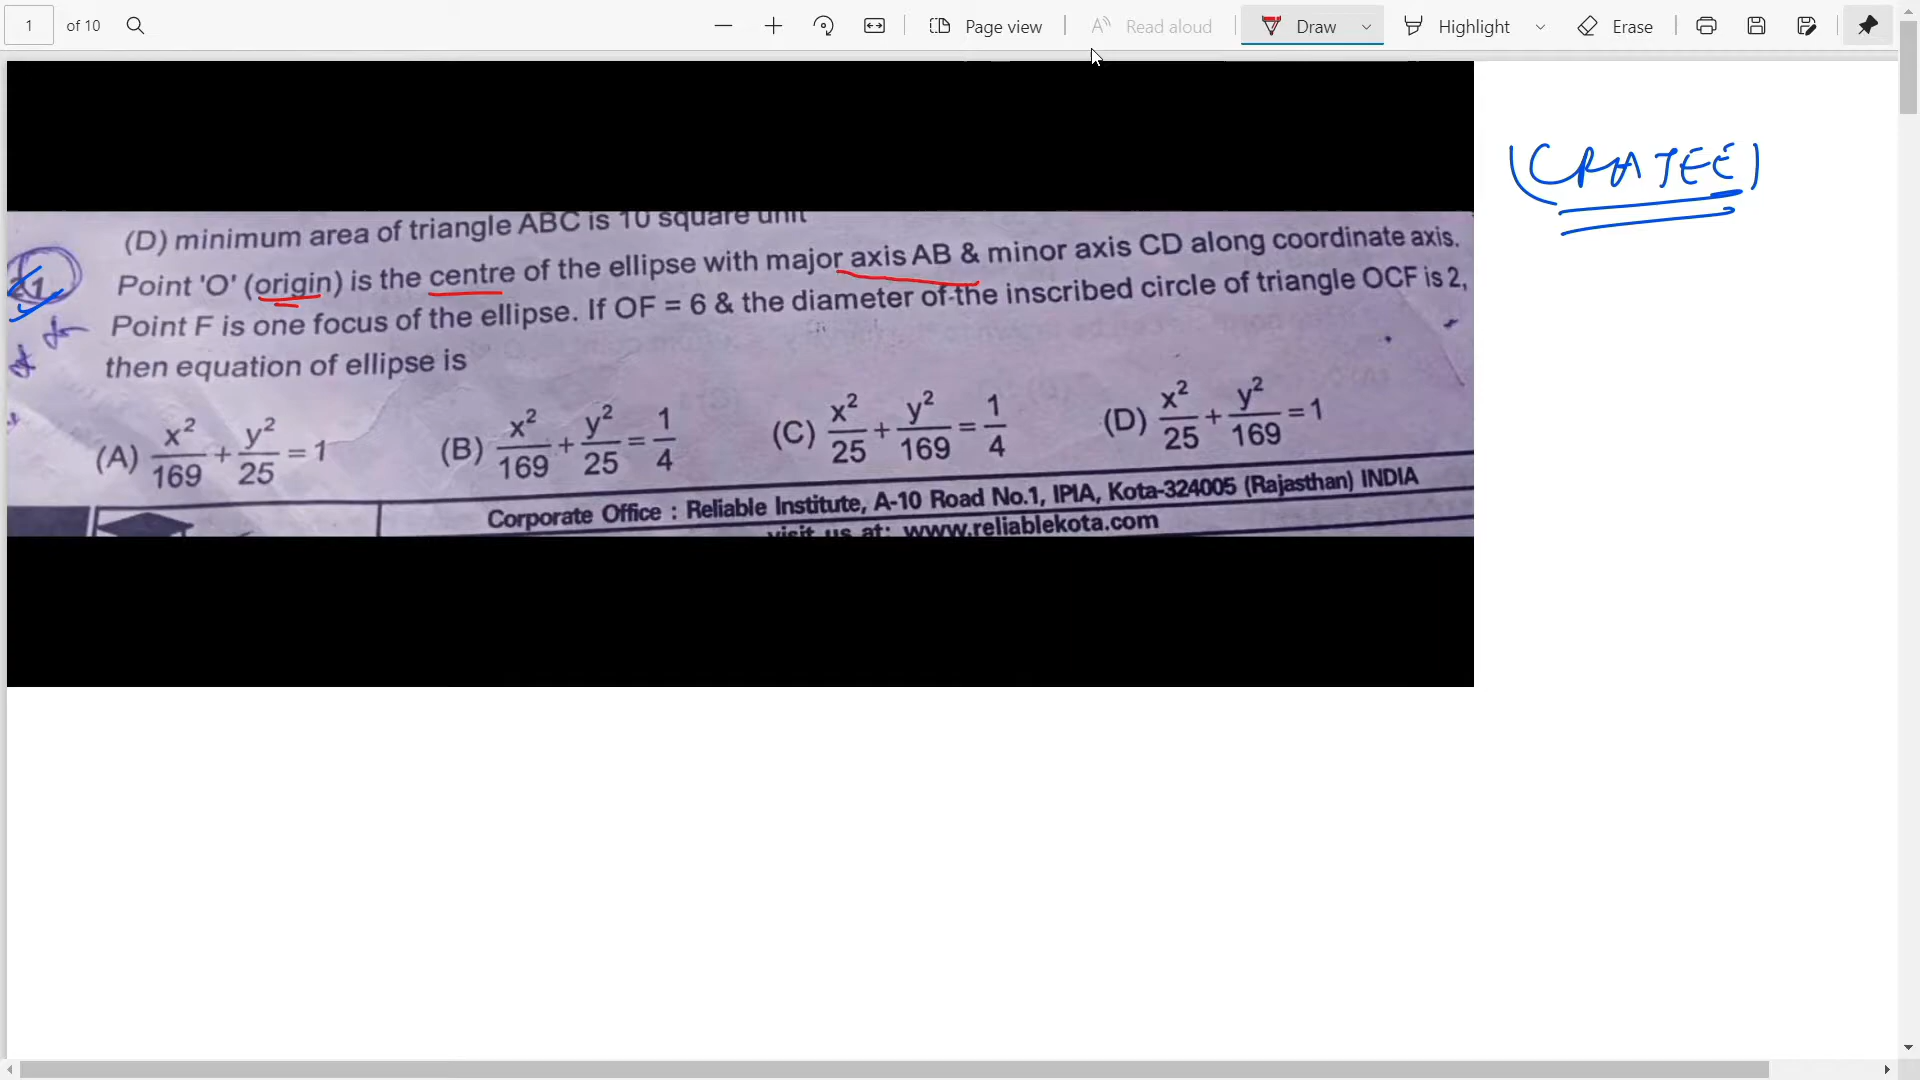 1 of 10 Page view Read aloud Draw Highlight Erase
(D) minimum area of triangle ABC is 10 square unit
21. Point 'O' (origin) is the centre of the ellipse with major axis AB & minor axis CD along coordinate axis.
Point F is one focus of the ellipse. If OF = 6 & the diameter of the inscribed circle of triangle OCF is 2,
then equation of ellipse is
(A) x²/169 + y²/25 = 1 (B) x²/169 + y²/25 = 1/4 (C) x²/25 + y²/169 = 1/4 (D) x²/25 + y²/169 = 1
Corporate Office : Reliable Institute, A-10 Road No.1, IPIA, Kota-324005 (Rajasthan) INDIA
visit us at: www.reliablekota.com